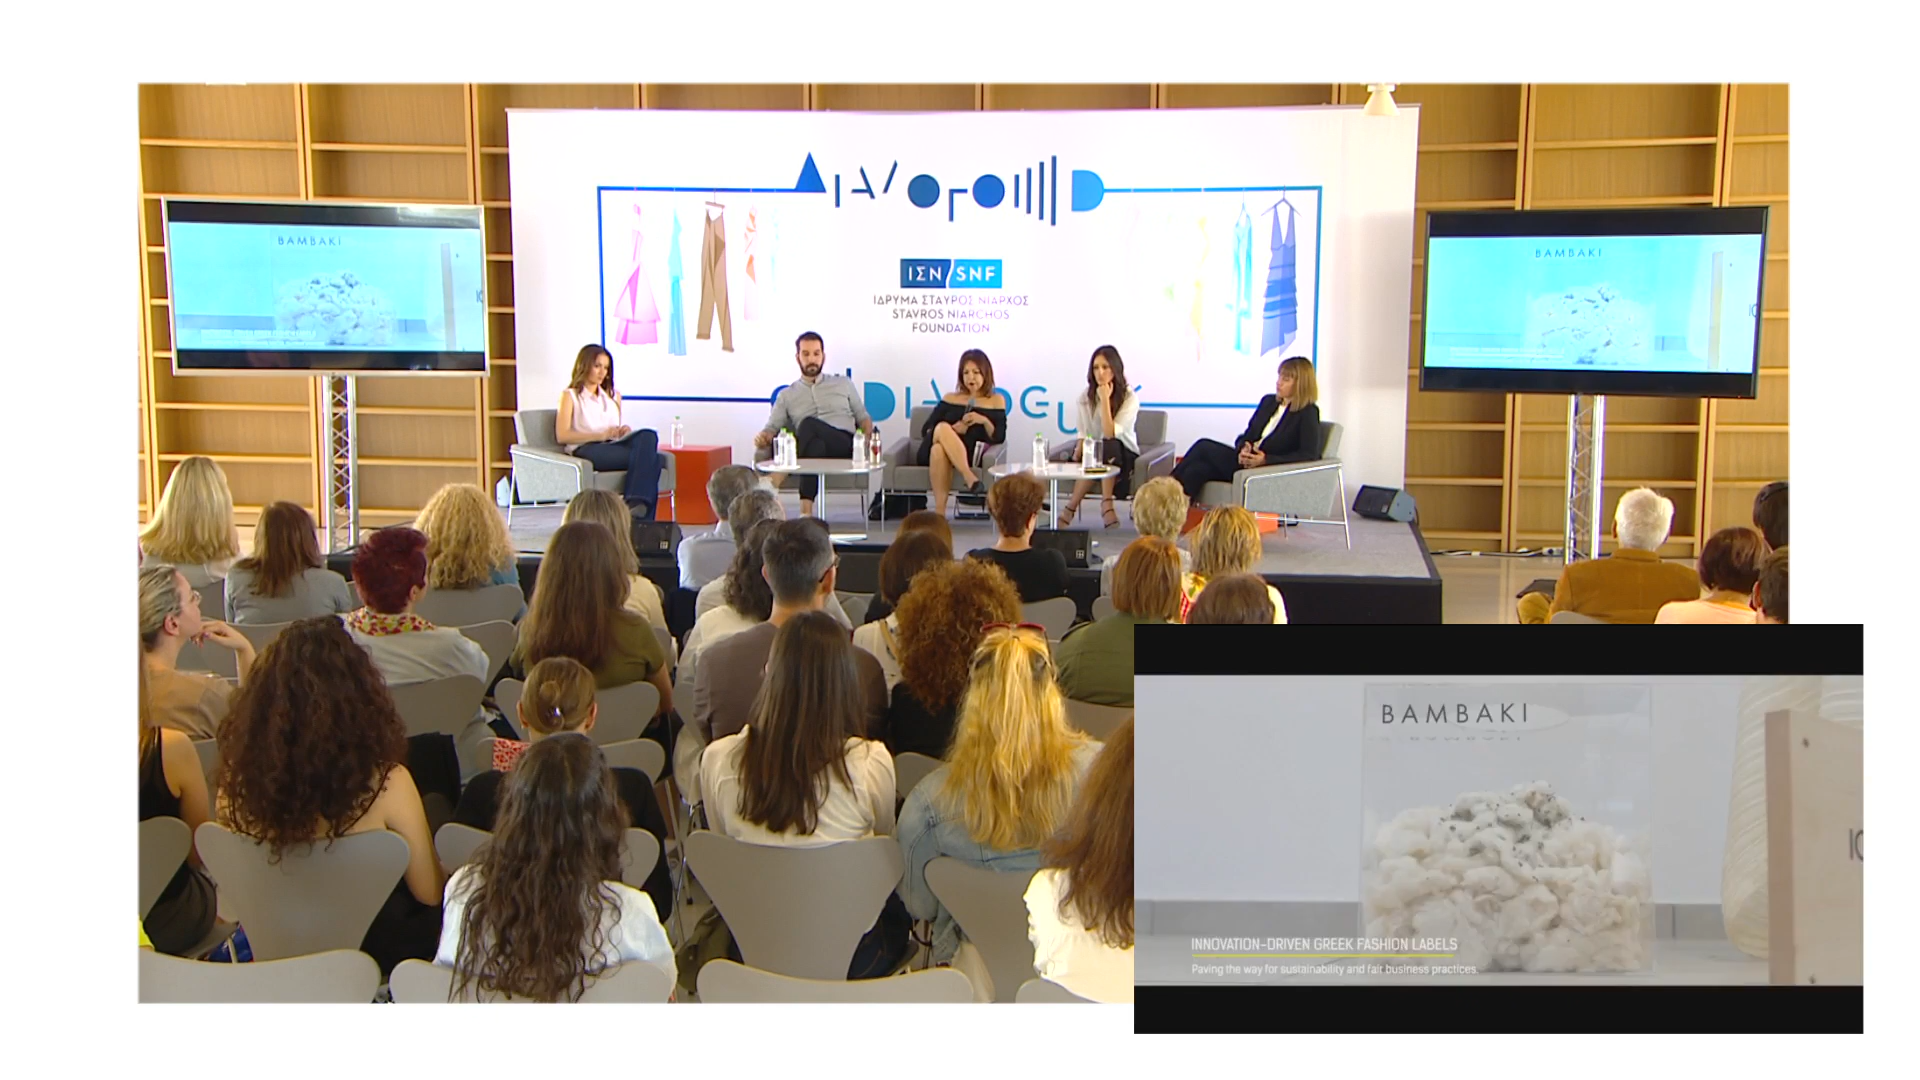 ΔΙΑΛΟΓΟΙ
ΙΣΝ/SNF
ΙΔΡΥΜΑ ΣΤΑΥΡΟΣ ΝΙΑΡΧΟΣ
STAVROS NIARCHOS
FOUNDATION
BAMBAKI
BAMBAKI
BAMBAKI
INNOVATION-DRIVEN GREEK FASHION LABELS
Paving the way for sustainability and fair business practices.